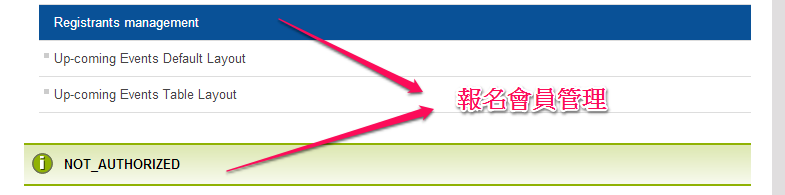 Registrants management
Up-coming Events Default Layout
Up-coming Events Table Layout
報名會員管理
NOT_AUTHORIZED